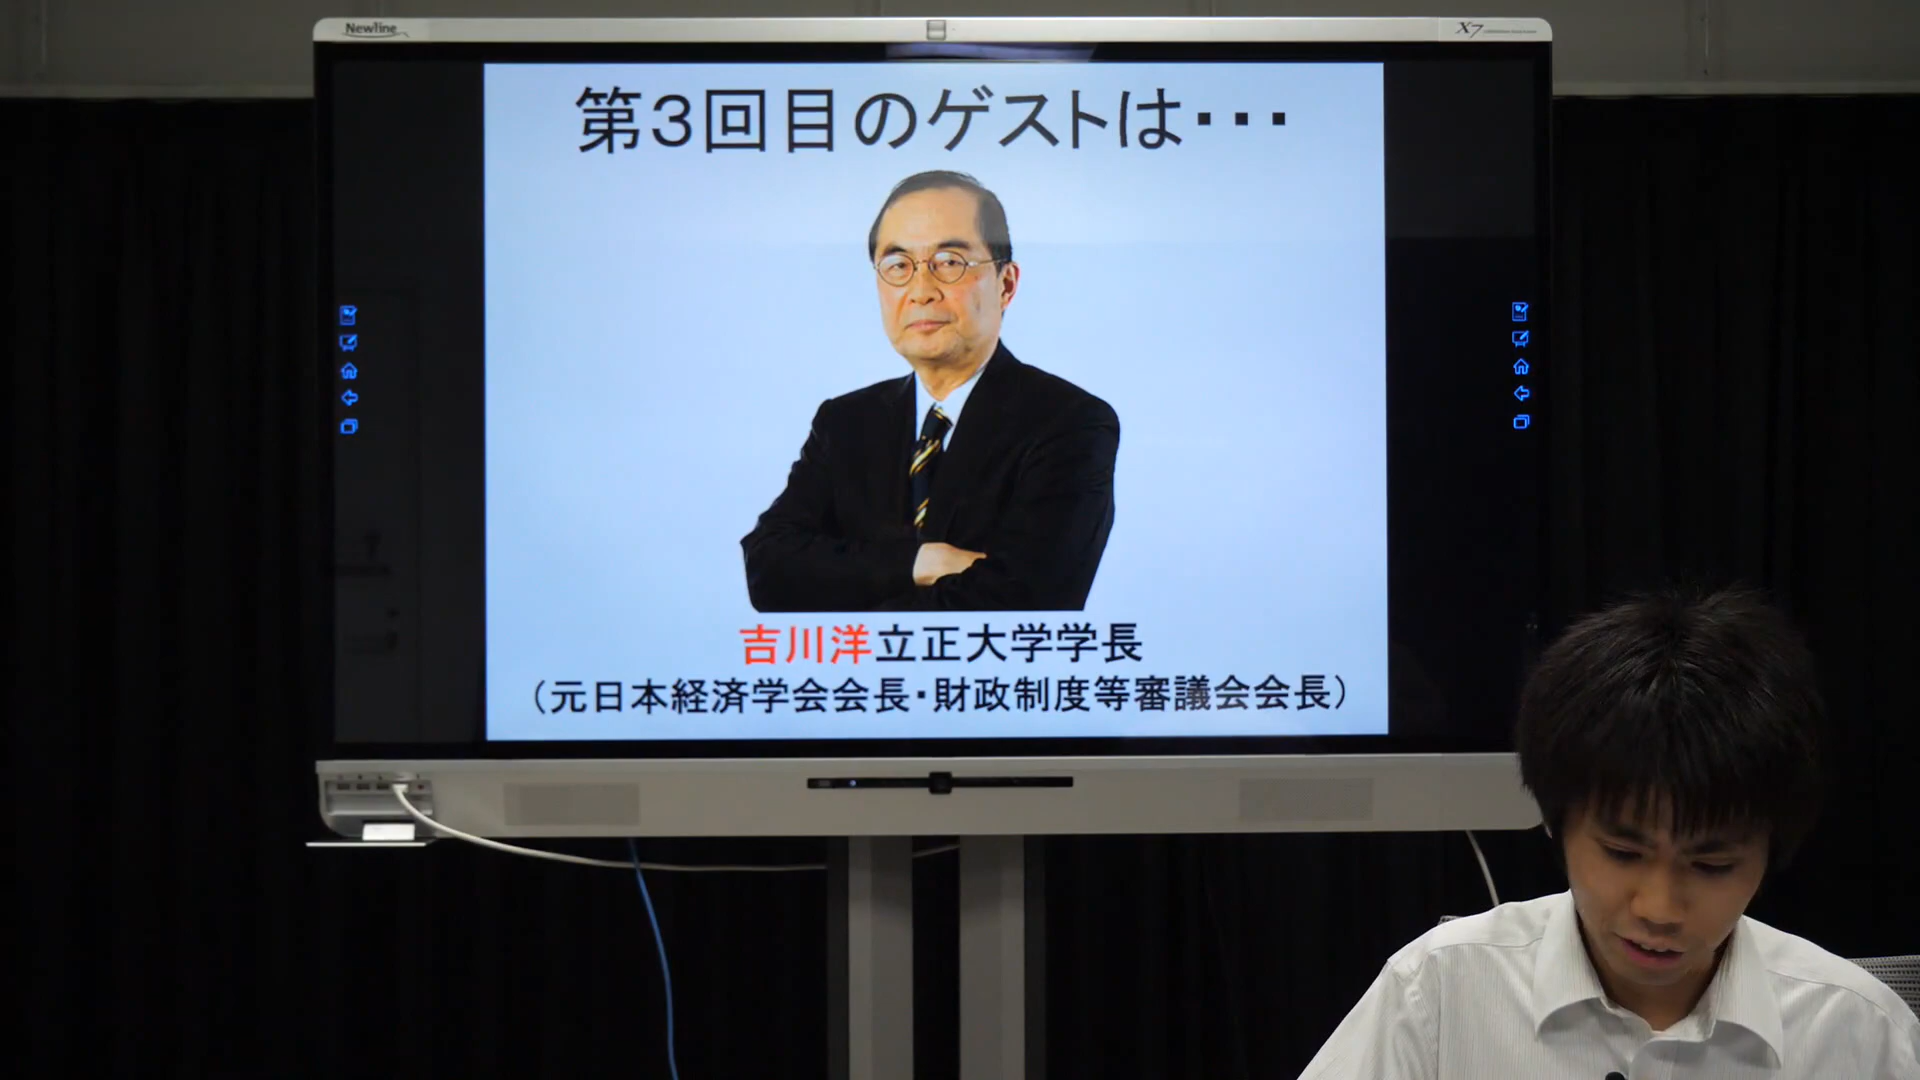 Newline
X7
第3回目のゲストは・・・
吉川洋立正大学学長
（元日本経済学会会長・財政制度等審議会会長）